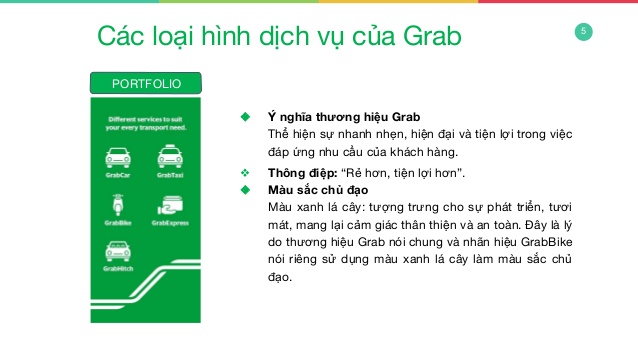 Các loại hình dịch vụ của Grab
5
PORTFOLIO
Different services to suit
your every transport need.
GrabCar
GrabTaxi
GrabBike
GrabExpress
GrabHitch
Ý nghĩa thương hiệu Grab
Thể hiện sự nhanh nhẹn, hiện đại và tiện lợi trong việc
đáp ứng nhu cầu của khách hàng.
Thông điệp: “Rẻ hơn, tiện lợi hơn”.
Màu sắc chủ đạo
Màu xanh lá cây: tượng trưng cho sự phát triển, tươi
mát, mang lại cảm giác thân thiện và an toàn. Đây là lý
do thương hiệu Grab nói chung và nhãn hiệu GrabBike
nói riêng sử dụng màu xanh lá cây làm màu sắc chủ
đạo.